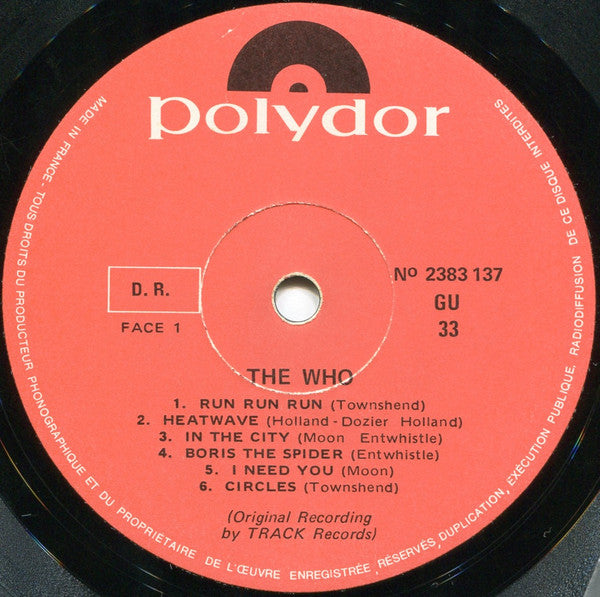 polydor
MADE IN FRANCE - TOUS DROITS DU PRODUCTEUR PHONOGRAPHIQUE ET DU PROPRIETAIRE DE L'ŒUVRE ENREGISTRÉE, RÉSERVÉS, DUPLICATION, EXÉCUTION PUBLIQUE, RADIODIFFUSION DE CE DISQUE INTERDITES
D. R.
FACE 1
Nº 2383 137
GU
33
THE WHO
1. RUN RUN RUN (Townshend)
2. HEATWAVE (Holland - Dozier Holland)
3. IN THE CITY (Moon Entwhistle)
4. BORIS THE SPIDER (Entwhistle)
5. I NEED YOU (Moon)
6. CIRCLES (Townshend)
(Original Recording
by TRACK Records)